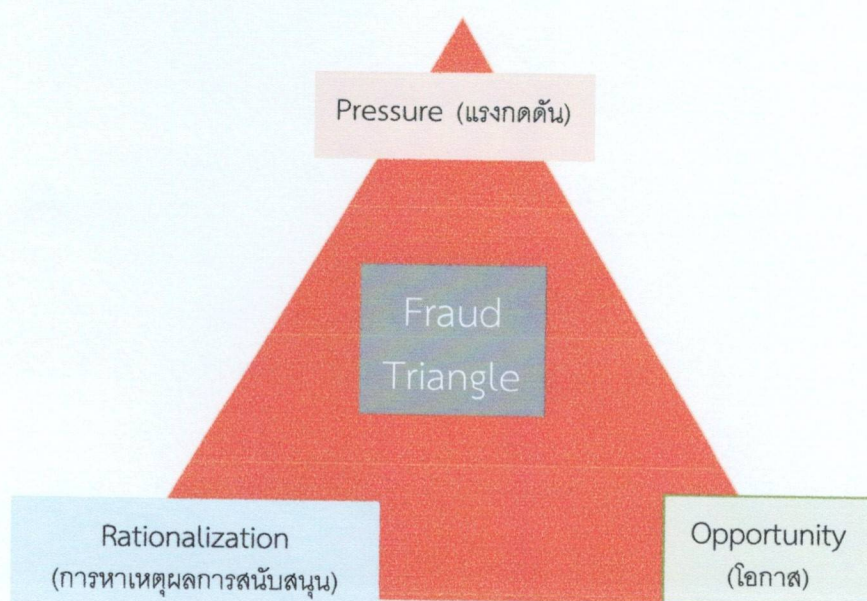 Pressure (แรงกดดัน)
Fraud
Triangle
Rationalization
(การหาเหตุผลการสนับสนุน)
Opportunity
(โอกาส)